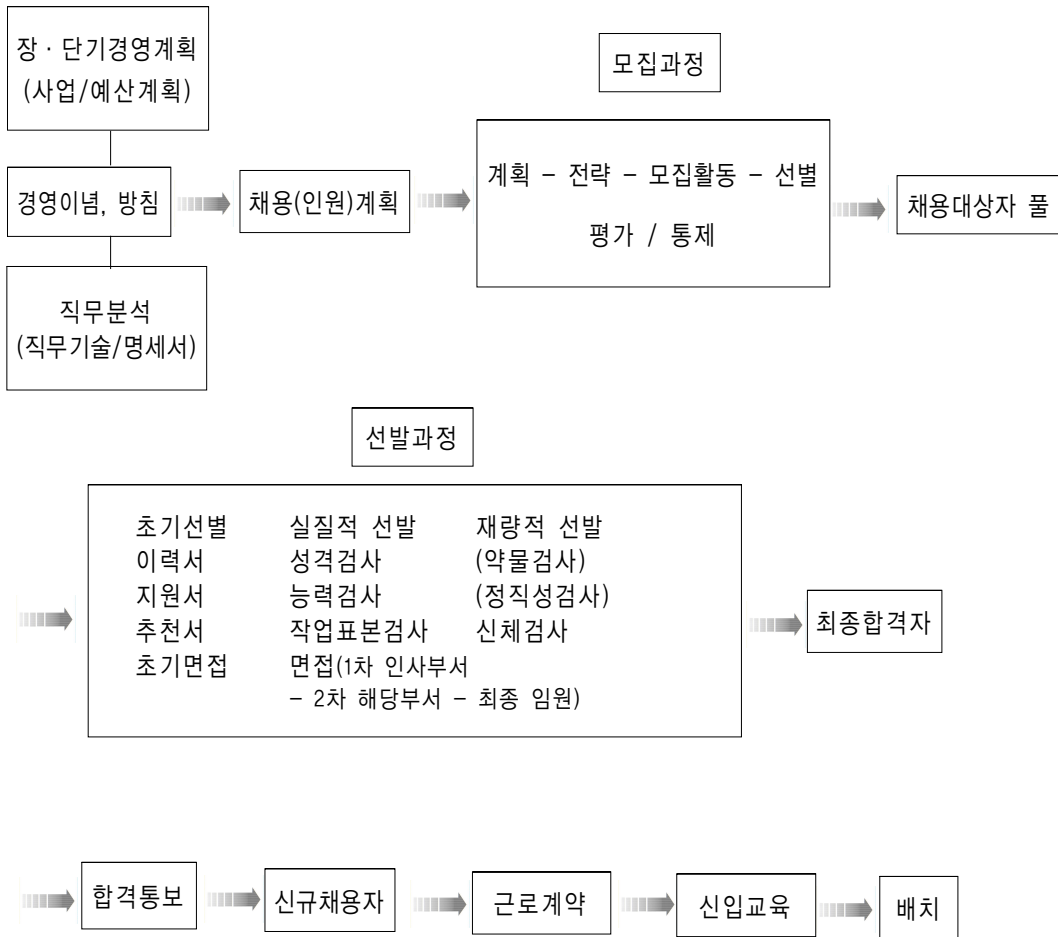 장·단기경영계획
(사업/예산계획)
모집과정
경영이념, 방침
채용(인원)계획
계획 – 전략 – 모집활동 – 선별
평가 / 통제
채용대상자 풀
직무분석
(직무기술/명세서)
선발과정
초기선별 실질적 선발 재량적 선발
이력서 성격검사 (약물검사)
지원서 능력검사 (정직성검사)
추천서 작업표본검사 신체검사
초기면접 면접(1차 인사부서
– 2차 해당부서 – 최종 임원)
최종합격자
합격통보
신규채용자
근로계약
신입교육
배치